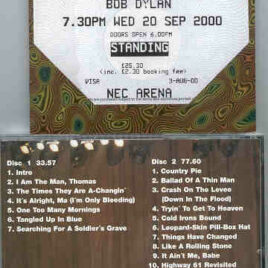 BOB DYLAN
7.30PM WED 20 SEP 2000
DOORS OPEN 6.00PM
STANDING
£25.30
(inc. £2.30 booking fee)
VISA 3-AUG-00
NEC ARENA
Disc 1 33.57
1. Intro
2. I Am The Man, Thomas
3. The Times They Are A-Changin´
4. It´s Alright, Ma (I´m Only Bleeding)
5. One Too Many Mornings
6. Tangled Up In Blue
7. Searching For A Soldier´s Grave
Disc 2 77.60
1. Country Pie
2. Ballad Of A Thin Man
3. Crash On The Levee
(Down In The Flood)
4. Tryin´ To Get To Heaven
5. Cold Irons Bound
6. Leopard-Skin Pill-Box Hat
7. Things Have Changed
8. Like A Rolling Stone
9. It Ain´t Me, Babe
10. Highway 61 Revisited